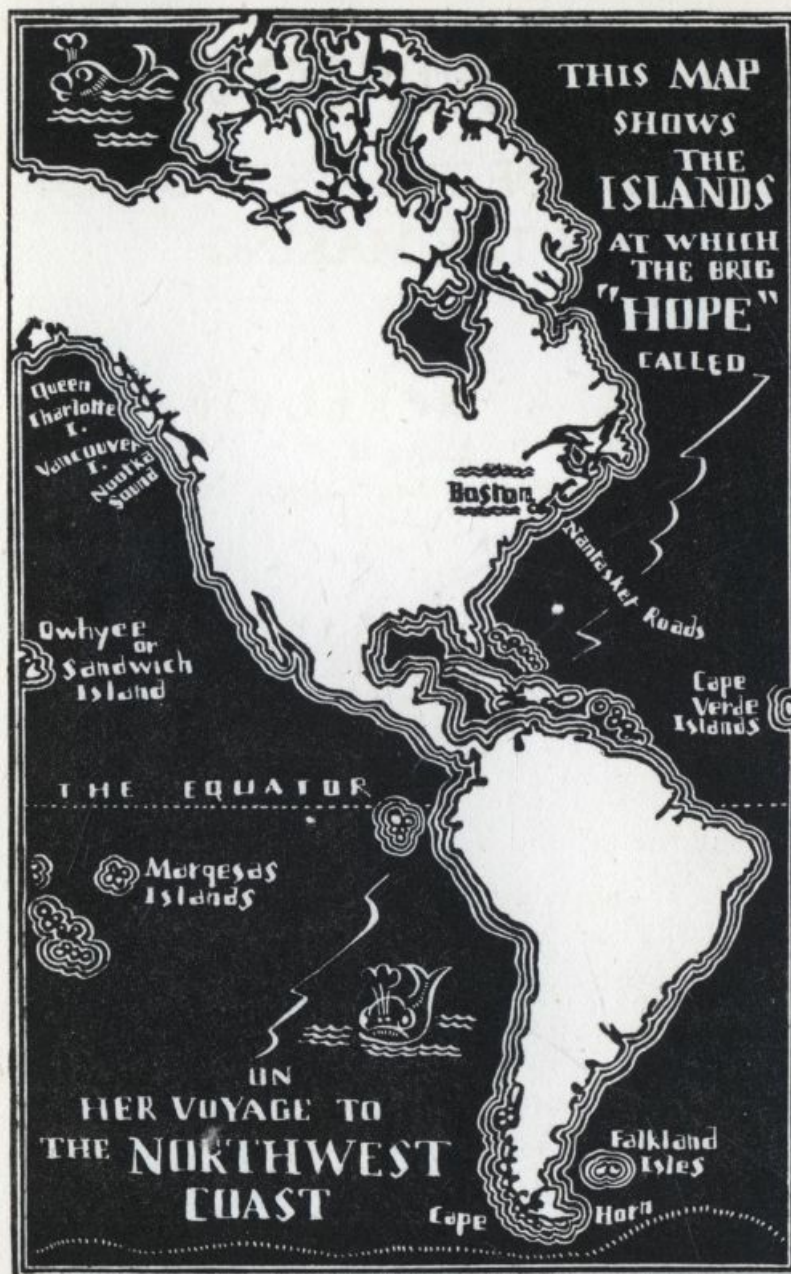 THIS MAP
SHOWS
THE
ISLANDS
AT WHICH
THE BRIG
"HOPE"
CALLED
Queen
Charlotte
I.
Vancouver
I.
Nootka
Sound
Boston
Nantasket Roads
Owhyee
or
Sandwich
Island
Cape
Verde
Islands
THE EQUATOR
Marqesas
Islands
ON
HER VOYAGE TO
THE NORTHWEST
COAST
Falkland
Isles
Cape Horn